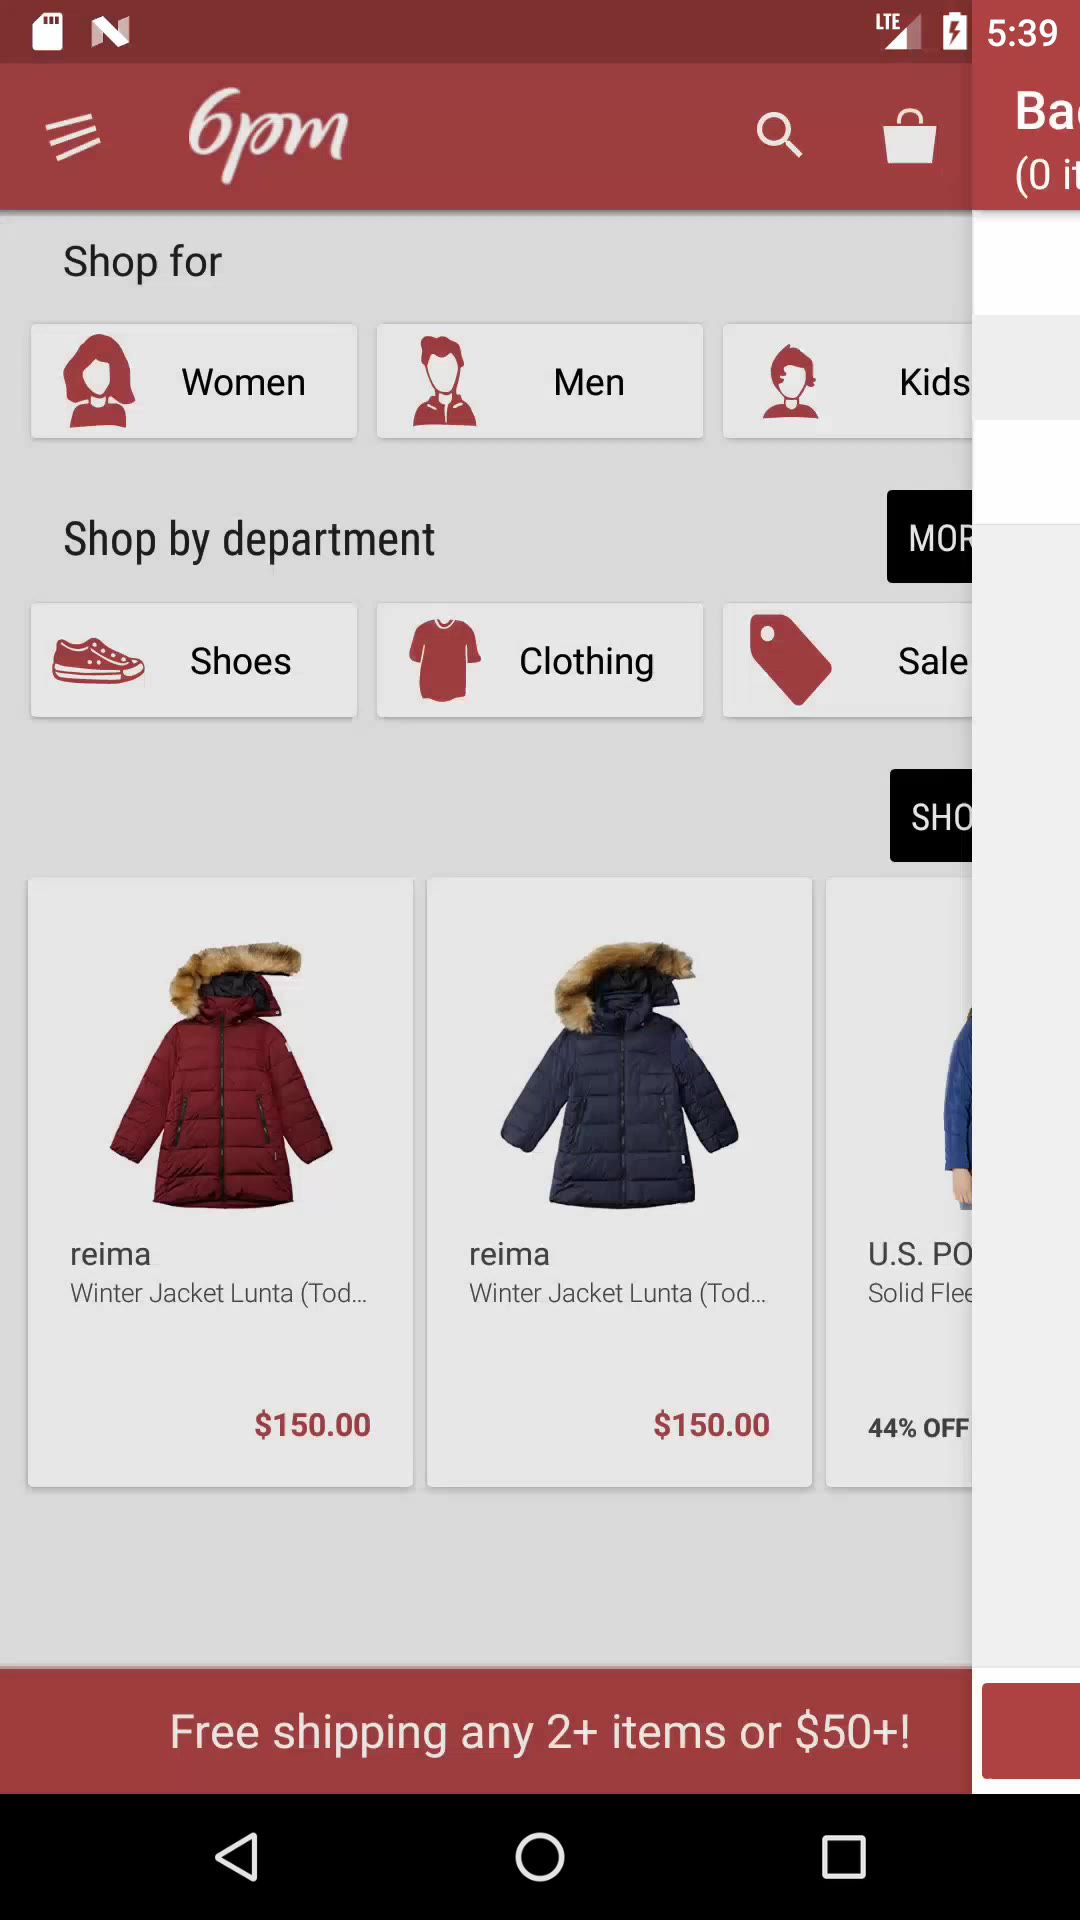 LTE 5:39
6pm
(0 it
Shop for
Women Men Kids
Shop by department
MOR
Shoes Clothing Sale
SHO
reima reima U.S. PO
Winter Jacket Lunta (Tod... Winter Jacket Lunta (Tod... Solid Flee
$150.00 $150.00 44% OFF
Free shipping any 2+ items or $50+!